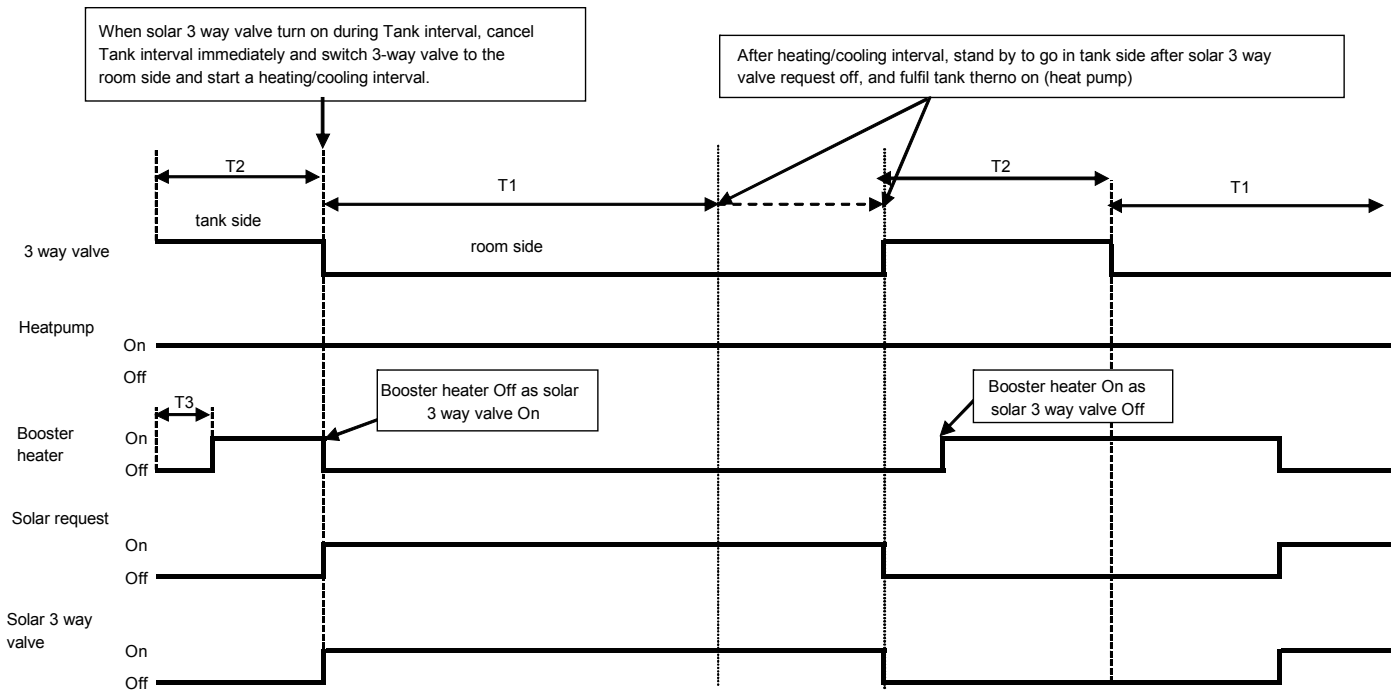 When solar 3 way valve turn on during Tank interval, cancel
Tank interval immediately and switch 3-way valve to the
room side and start a heating/cooling interval.
After heating/cooling interval, stand by to go in tank side after solar 3 way
valve request off, and fulfil tank therno on (heat pump)
T2
T1
T2
T1
tank side
room side
3 way valve
Heatpump
On
Off
Booster heater Off as solar
3 way valve On
Booster heater On as
solar 3 way valve Off
T3
Booster
heater
On
Off
Solar request
On
Off
Solar 3 way
valve
On
Off